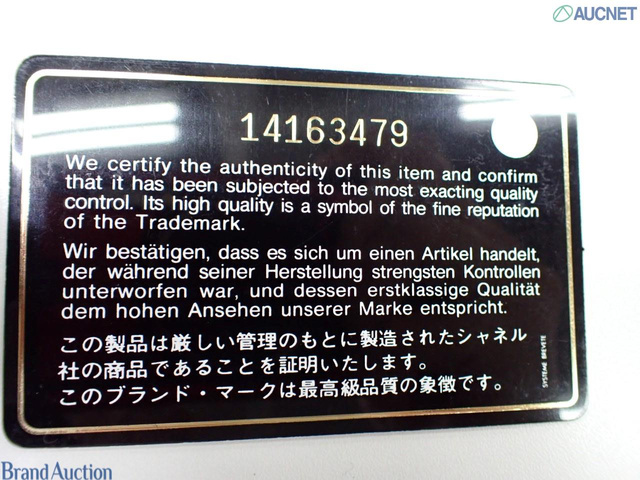 AUCNET
14163479
We certify the authenticity of this item and confirm
that it has been subjected to the most exacting quality
control. Its high quality is a symbol of the fine reputation
of the Trademark.
Wir bestätigen, dass es sich um einen Artikel handelt,
der während seiner Herstellung strengsten Kontrollen
unterworfen war, und dessen erstklassige Qualität
dem hohen Ansehen unserer Marke entspricht.
この製品は厳しい管理のもとに製造されたシャネル
社の商品であることを証明いたします。
このブランド・マークは最高級品質の象徴です。
SYSTEME BREVETE
Brand Auction